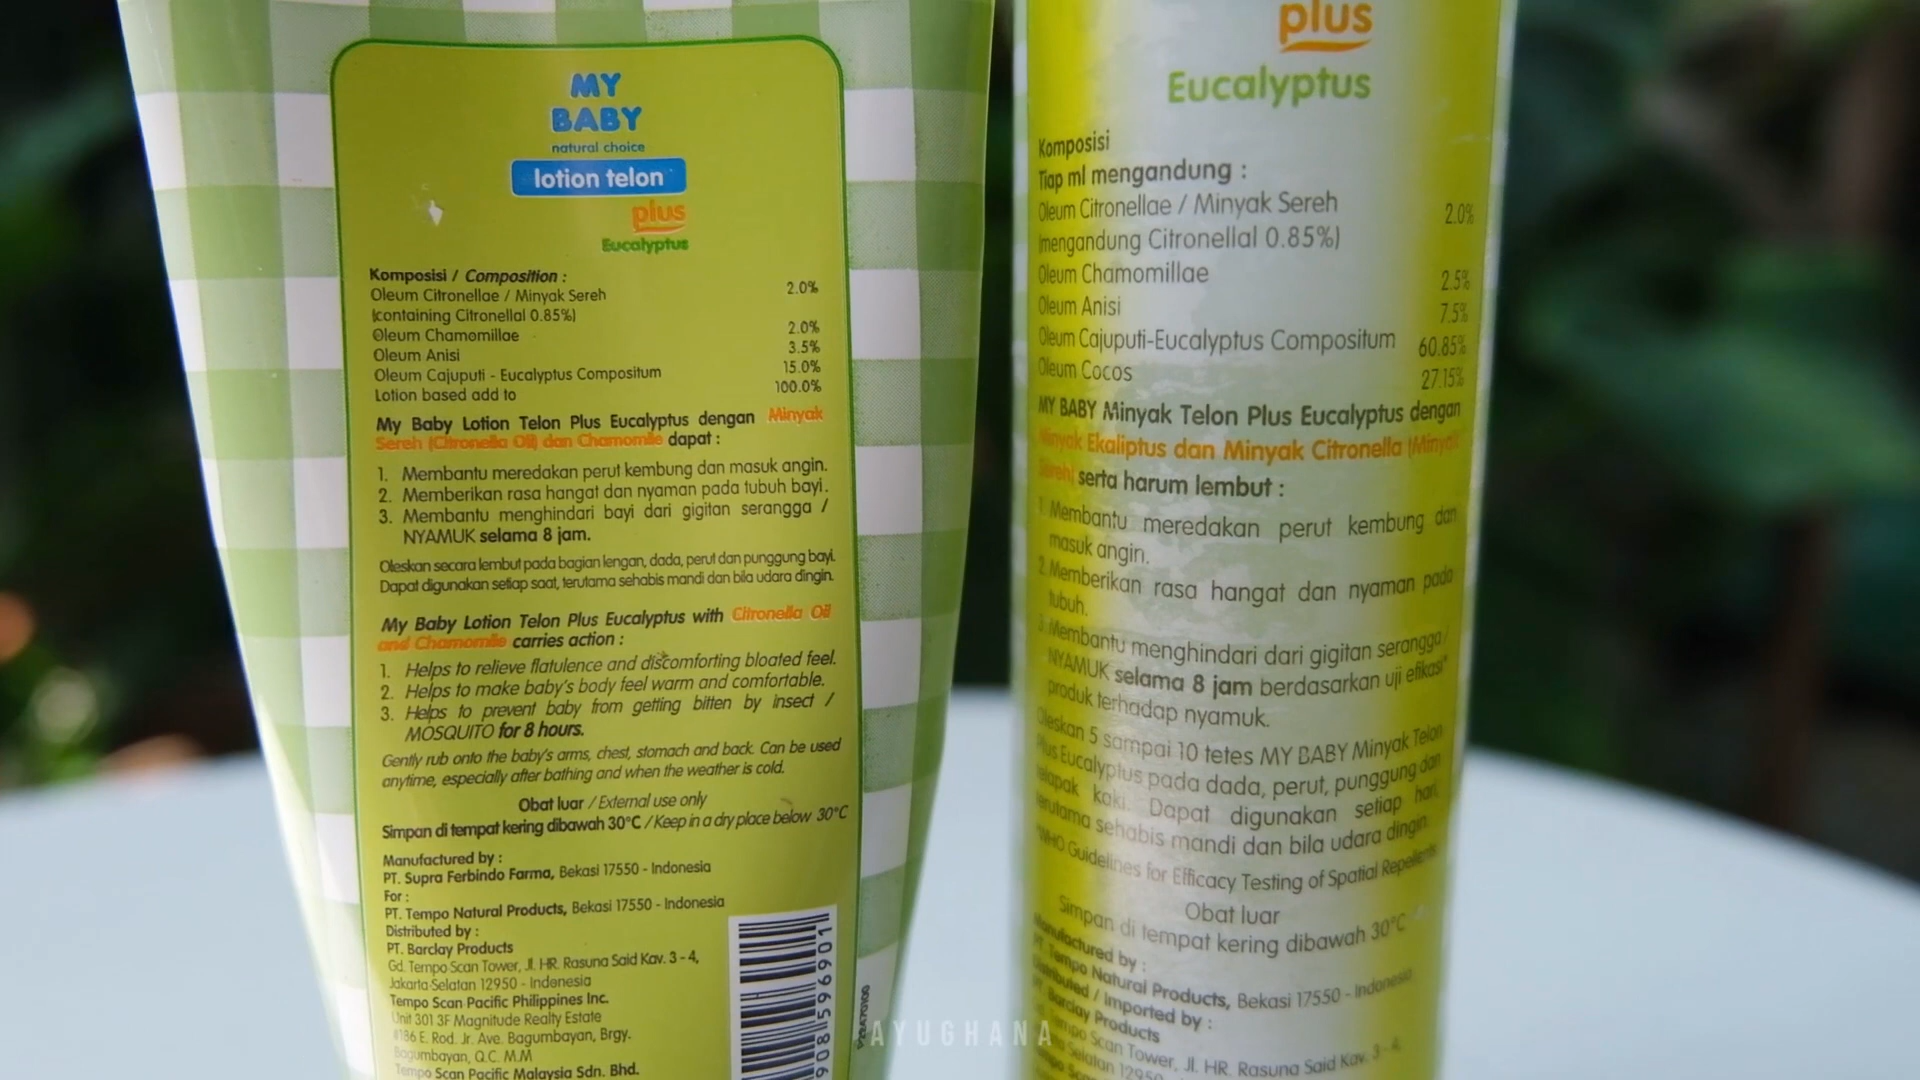 MY
BABY
natural choice
lotion telon
plus
Eucalyptus
Komposisi / Composition :
Oleum Citronellae / Minyak Sereh 2.0%
(containing Citronellal 0.85%)
Oleum Chamomillae 2.0%
Oleum Anisi 3.5%
Oleum Cajuputi - Eucalyptus Compositum 15.0%
Lotion based add to 100.0%
My Baby Lotion Telon Plus Eucalyptus dengan Minyak
Sereh (Citronella Oil) dan Chamomile dapat :
1. Membantu meredakan perut kembung dan masuk angin.
2. Memberikan rasa hangat dan nyaman pada tubuh bayi.
3. Membantu menghindari bayi dari gigitan serangga /
NYAMUK selama 8 jam.
Oleskan secara lembut pada bagian lengan, dada, perut dan punggung bayi.
Dapat digunakan setiap saat, terutama sehabis mandi dan bila udara dingin.
My Baby Lotion Telon Plus Eucalyptus with Citronella Oil
and Chamomile carries action :
1. Helps to relieve flatulence and discomforting bloated feel.
2. Helps to make baby's body feel warm and comfortable.
3. Helps to prevent baby from getting bitten by insect /
MOSQUITO for 8 hours.
Gently rub onto the baby's arms, chest, stomach and back. Can be used
anytime, especially after bathing and when the weather is cold.
Obat luar / External use only
Simpan di tempat kering dibawah 30°C / Keep in a dry place below 30°C
Manufactured by :
PT. Supra Ferbindo Farma, Bekasi 17550 - Indonesia
For :
PT. Tempo Natural Products, Bekasi 17550 - Indonesia
Distributed by :
PT. Barclay Products
Gd. Tempo Scan Tower, Jl. HR. Rasuna Said Kav. 3 - 4,
Jakarta Selatan 12950 - Indonesia
Tempo Scan Pacific Philippines Inc.
Unit 301 3F Magnitude Realty Estate
#186 E. Rod. Jr. Ave. Bagumbayan, Brgy.
Bagumbayan, Q.C. M.M
Tempo Scan Pacific Malaysia Sdn. Bhd.
plus
Eucalyptus
Komposisi
Tiap ml mengandung :
Oleum Citronellae / Minyak Sereh 2.0%
(mengandung Citronellal 0.85%)
Oleum Chamomillae 2.5%
Oleum Anisi 7.5%
Oleum Cajuputi-Eucalyptus Compositum 60.85%
Oleum Cocos 27.15%
MY BABY Minyak Telon Plus Eucalyptus dengan
Minyak Ekaliptus dan Minyak Citronella (Minyak
Sereh) serta harum lembut :
1. Membantu meredakan perut kembung dan
masuk angin.
2. Memberikan rasa hangat dan nyaman pada
tubuh.
3. Membantu menghindari dari gigitan serangga/
NYAMUK selama 8 jam berdasarkan uji efikasi*
produk terhadap nyamuk.
Oleskan 5 sampai 10 tetes MY BABY Minyak Telon
Plus Eucalyptus pada dada, perut, punggung dan
telapak kaki. Dapat digunakan setiap hari,
terutama sehabis mandi dan bila udara dingin.
*WHO Guidelines for Efficacy Testing of Spatial Repellents
Obat luar
Simpan di tempat kering dibawah 30°C
Manufactured by :
PT. Tempo Natural Products, Bekasi 17550 - Indonesia
Distributed / Imported by :
PT. Barclay Products
Tempo Scan Tower, Jl. HR. Rasuna Said Kav. 3 - 4,
Selatan 12950
AYUGHANA